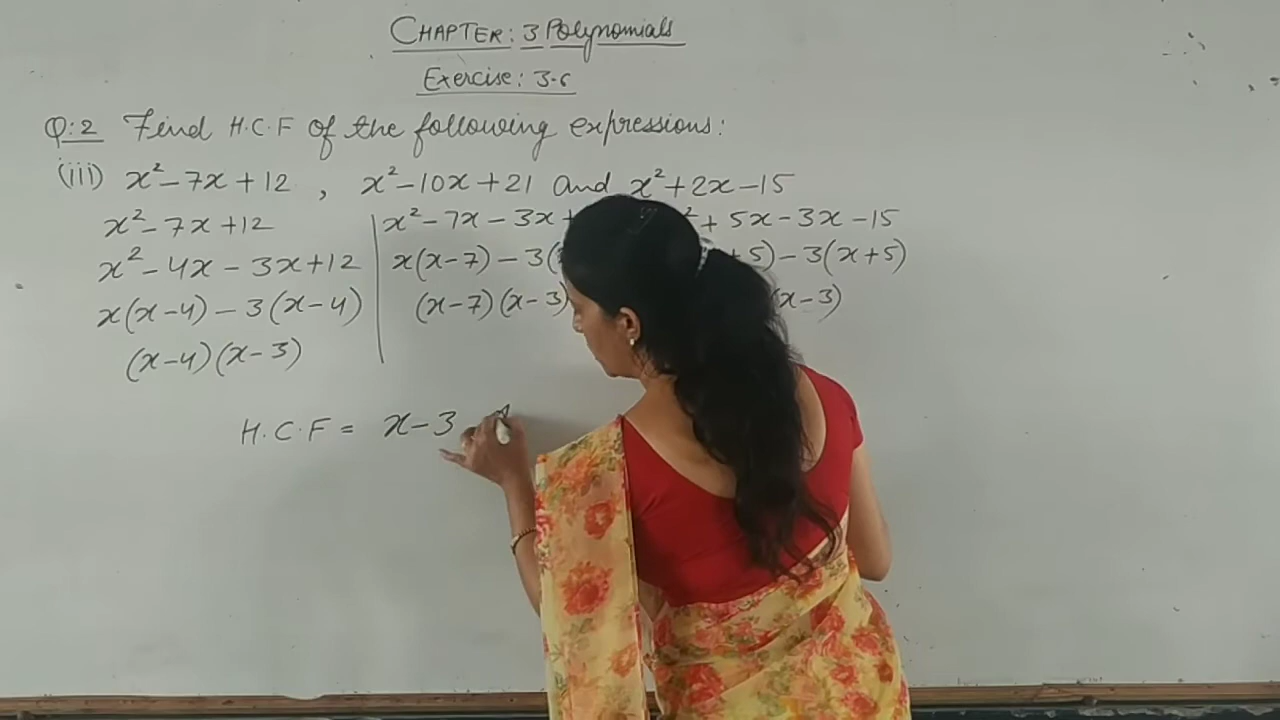 CHAPTER: 3 Polynomials
Exercise: 3.6
Q:2 Find H.C.F of the following expressions:
(iii) x² - 7x + 12 , x² - 10x + 21 and x² + 2x - 15
x² - 7x + 12
x² - 4x - 3x + 12
x(x-4) - 3(x-4)
(x-4)(x-3)
x² - 7x - 3x +
x(x-7) - 3(
(x-7)(x-3)
² + 5x - 3x - 15
+5) - 3(x+5)
(x-3)
H.C.F = x-3